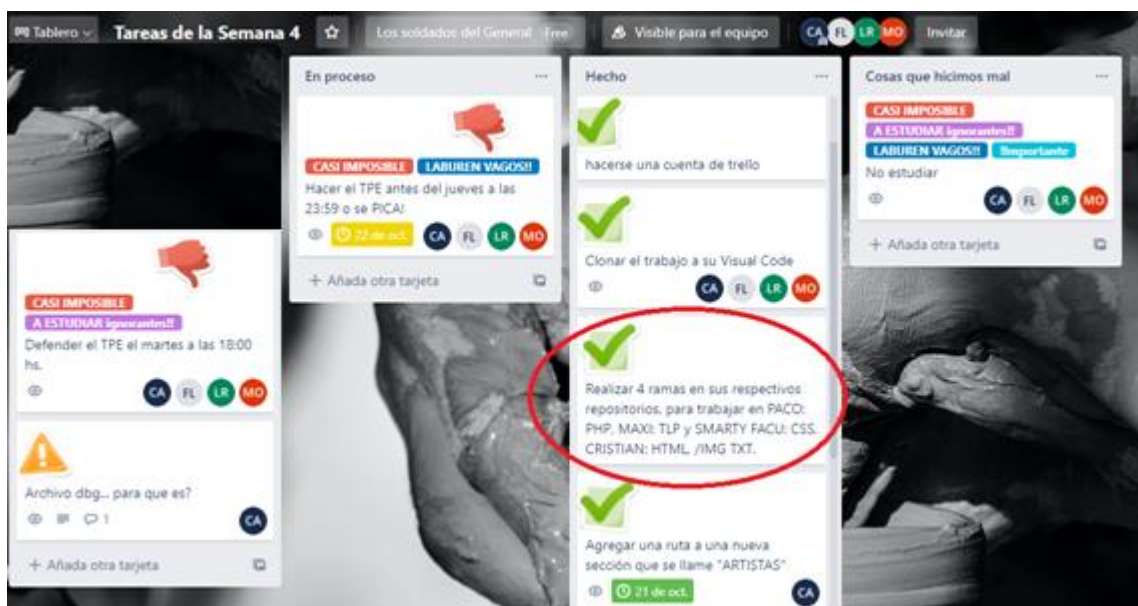 Tablero
Tareas de la Semana 4
Los soldados del General
Free
Visible para el equipo
CA FL LR MO
Invitar
CASI IMPOSIBLE
A ESTUDIAR ignorantes!!
Defender el TPE el martes a las 18:00
hs.
CA FL LR MO
Archivo dbg... para que es?
1
CA
+ Añada otra tarjeta
En proceso
CASI IMPOSIBLE LABUREN VAGOS!!
Hacer el TPE antes del jueves a las
23:59 o se PICA!
22 de oct. CA FL LR MO
+ Añada otra tarjeta
Hecho
hacerse una cuenta de trello
Clonar el trabajo a su Visual Code
CA FL LR MO
Realizar 4 ramas en sus respectivos
repositorios, para trabajar en PACO:
PHP, MAXI: TLP y SMARTY FACU: CSS.
CRISTIAN: HTML, /IMG TXT.
Agregar una ruta a una nueva
sección que se llame "ARTISTAS"
21 de oct. CA
Cosas que hicimos mal
CASI IMPOSIBLE
A ESTUDIAR ignorantes!!
LABUREN VAGOS!! !Importante
No estudiar
CA FL LR MO
+ Añada otra tarjeta